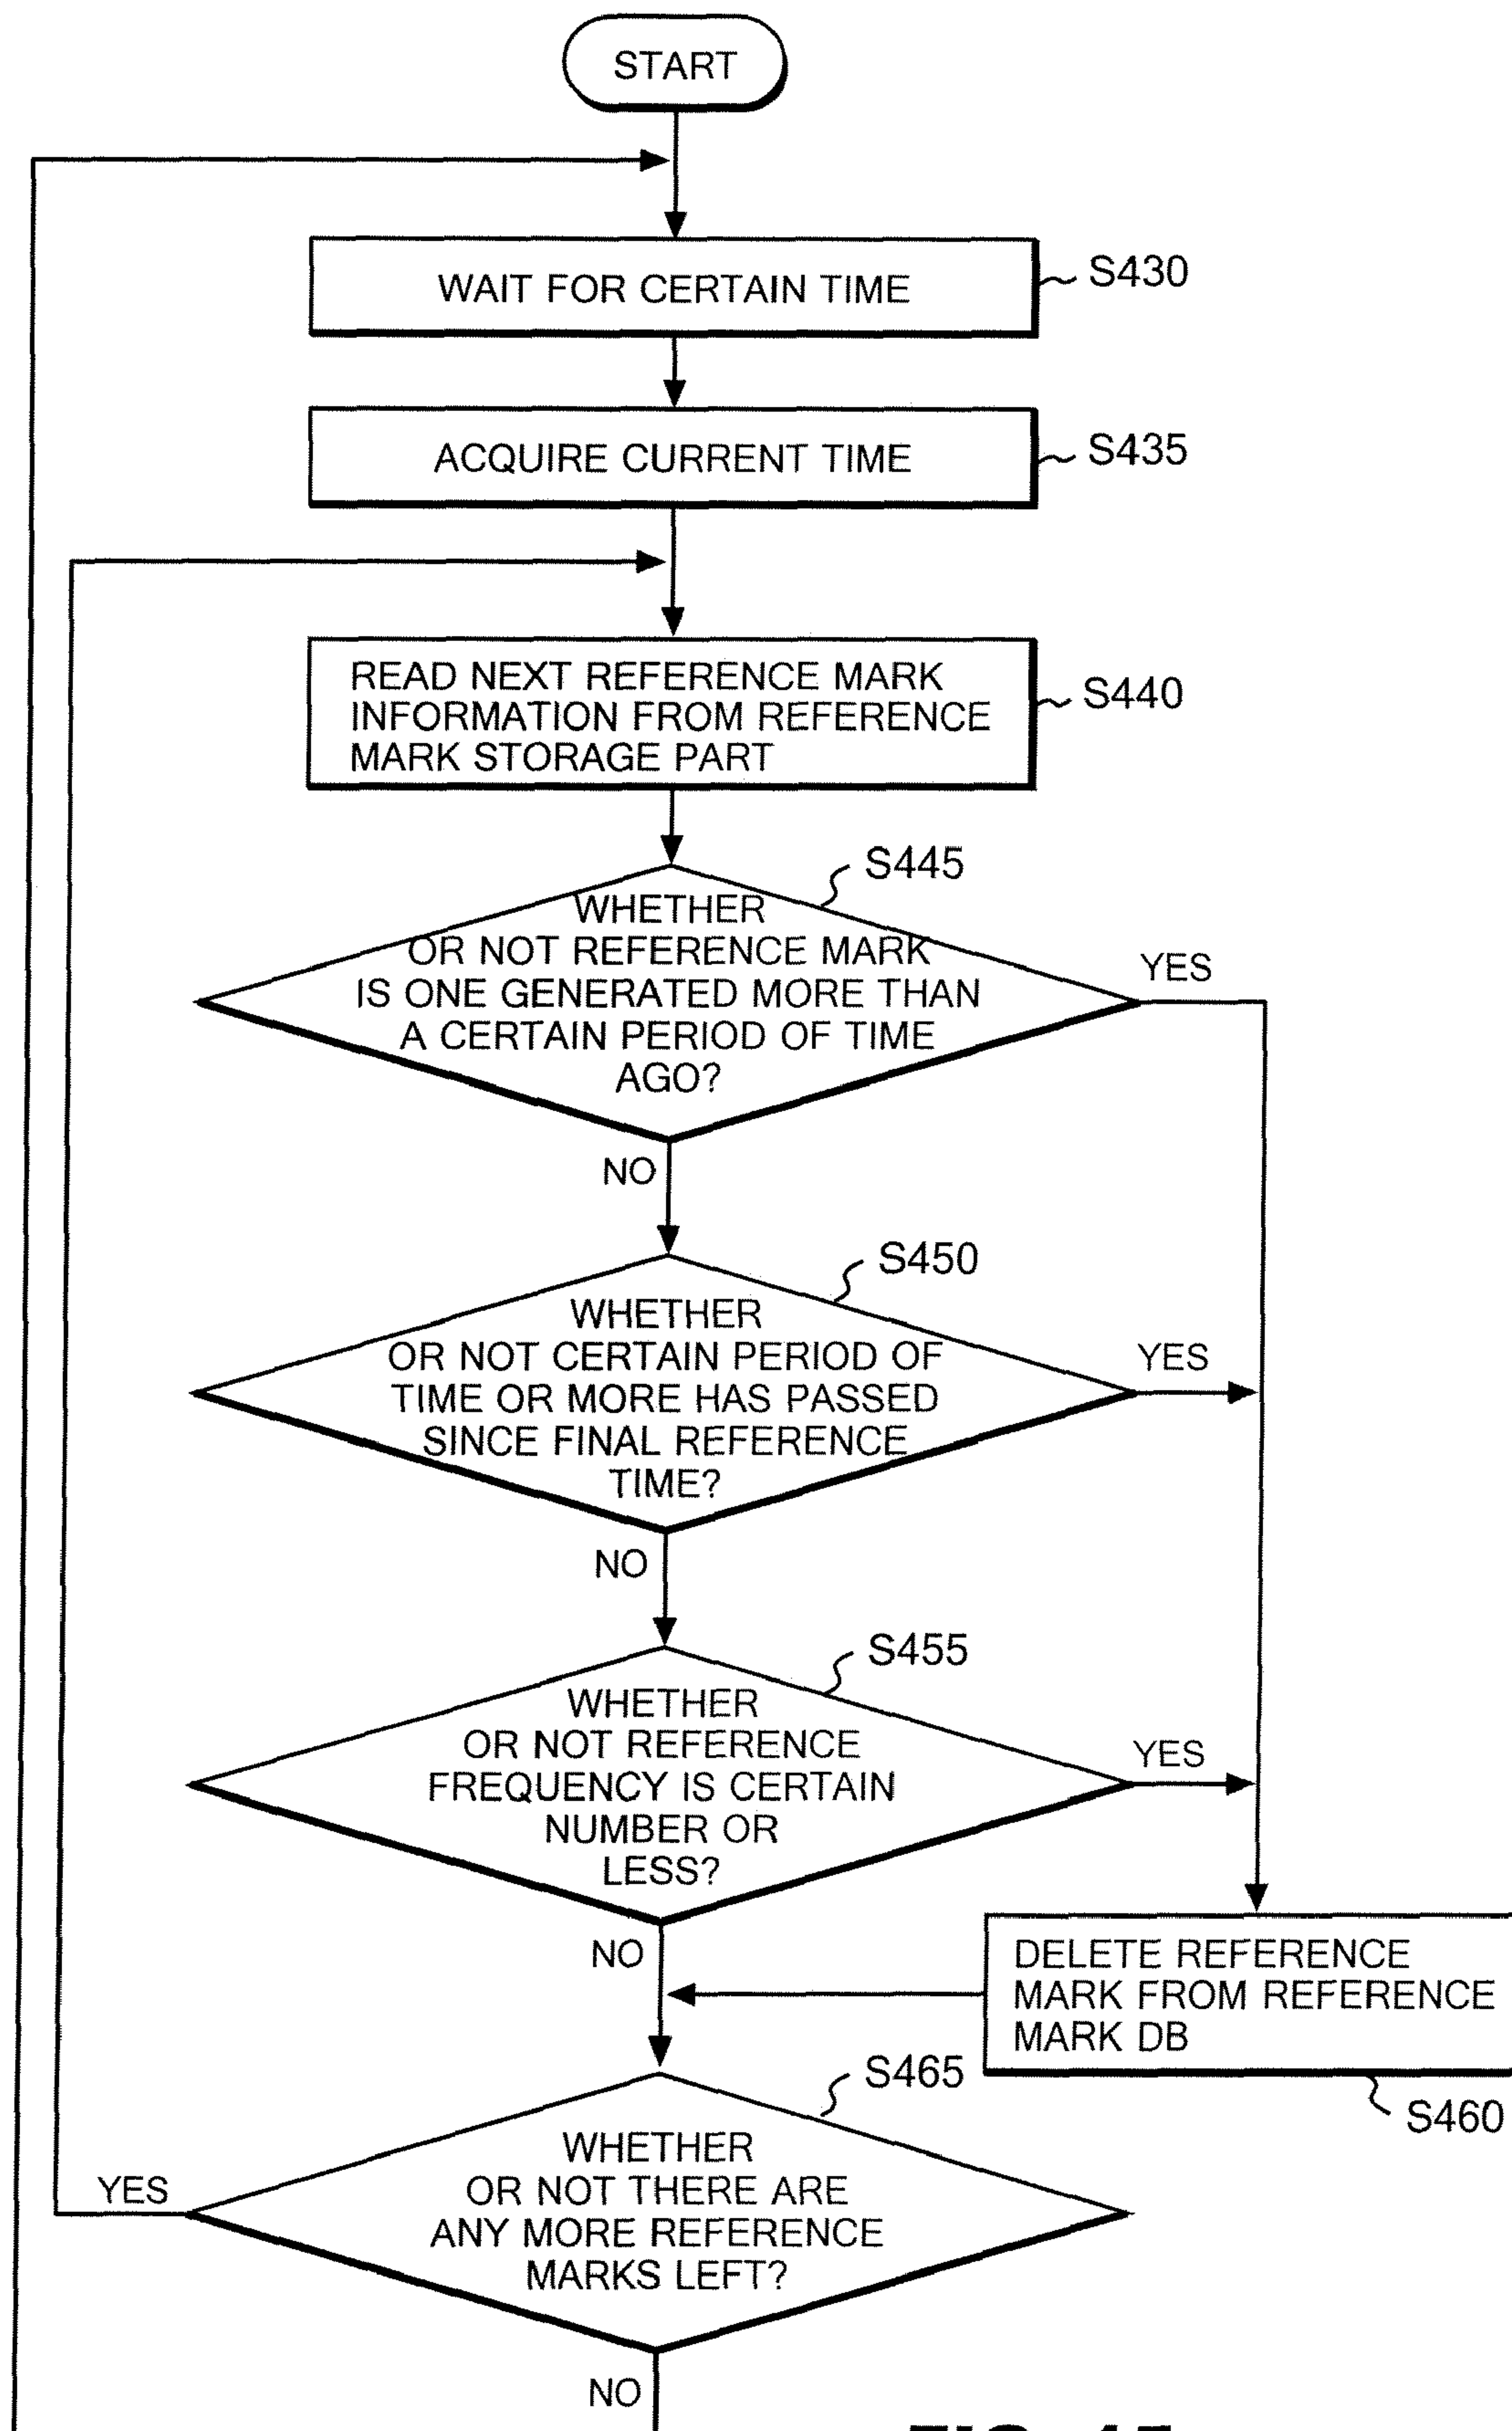 START
WAIT FOR CERTAIN TIME
S430
ACQUIRE CURRENT TIME
S435
READ NEXT REFERENCE MARK
INFORMATION FROM REFERENCE
MARK STORAGE PART
S440
S445
WHETHER
OR NOT REFERENCE MARK
IS ONE GENERATED MORE THAN
A CERTAIN PERIOD OF TIME
AGO?
YES
NO
S450
WHETHER
OR NOT CERTAIN PERIOD OF
TIME OR MORE HAS PASSED
SINCE FINAL REFERENCE
TIME?
YES
NO
S455
WHETHER
OR NOT REFERENCE
FREQUENCY IS CERTAIN
NUMBER OR
LESS?
YES
NO
DELETE REFERENCE
MARK FROM REFERENCE
MARK DB
S460
S465
WHETHER
OR NOT THERE ARE
ANY MORE REFERENCE
MARKS LEFT?
YES
NO